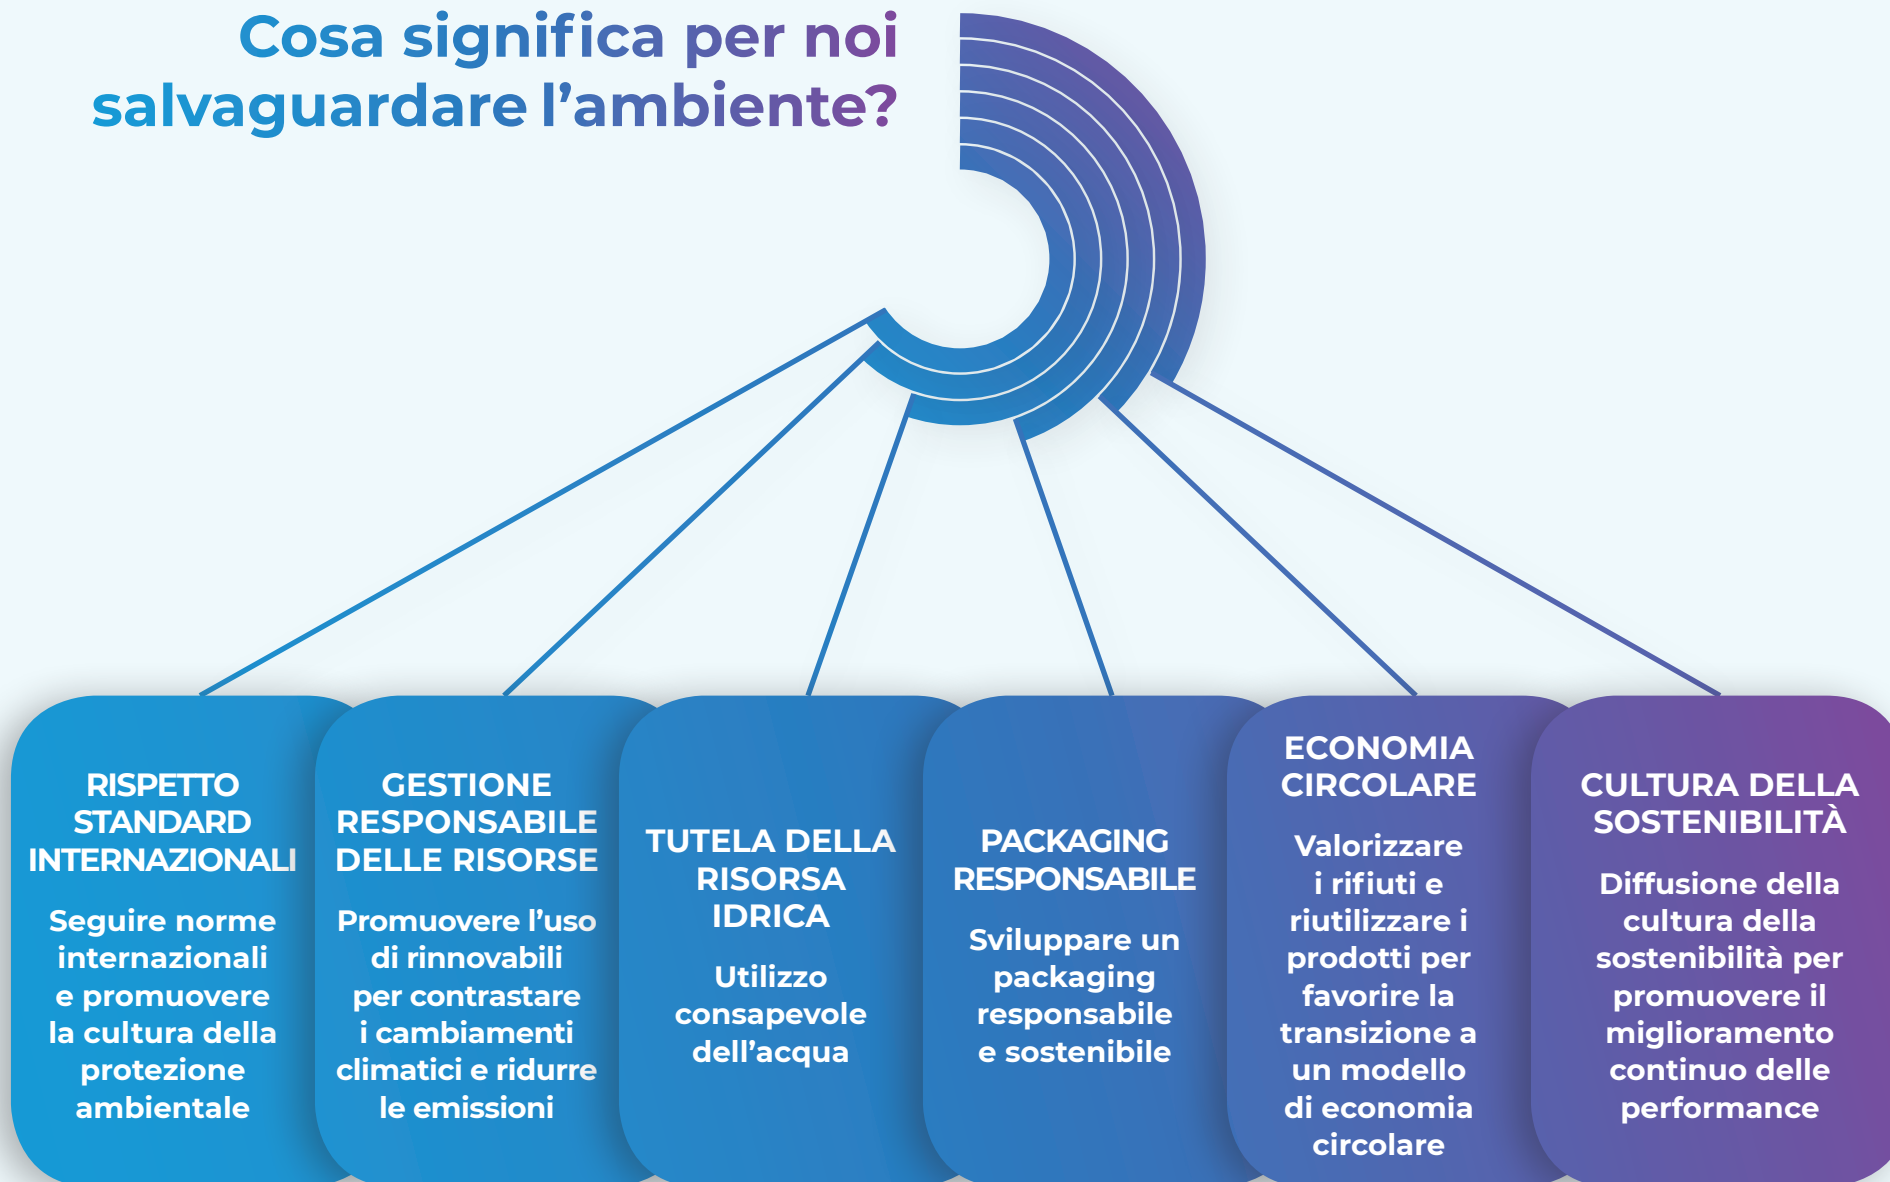 Cosa significa per noi
salvaguardare l’ambiente?
RISPETTO
STANDARD
INTERNAZIONALI
Seguire norme
internazionali
e promuovere
la cultura della
protezione
ambientale
GESTIONE
RESPONSABILE
DELLE RISORSE
Promuovere l’uso
di rinnovabili
per contrastare
i cambiamenti
climatici e ridurre
le emissioni
TUTELA DELLA
RISORSA
IDRICA
Utilizzo
consapevole
dell’acqua
PACKAGING
RESPONSABILE
Sviluppare un
packaging
responsabile
e sostenibile
ECONOMIA
CIRCOLARE
Valorizzare
i rifiuti e
riutilizzare i
prodotti per
favorire la
transizione a
un modello
di economia
circolare
CULTURA DELLA
SOSTENIBILITÀ
Diffusione della
cultura della
sostenibilità per
promuovere il
miglioramento
continuo delle
performance